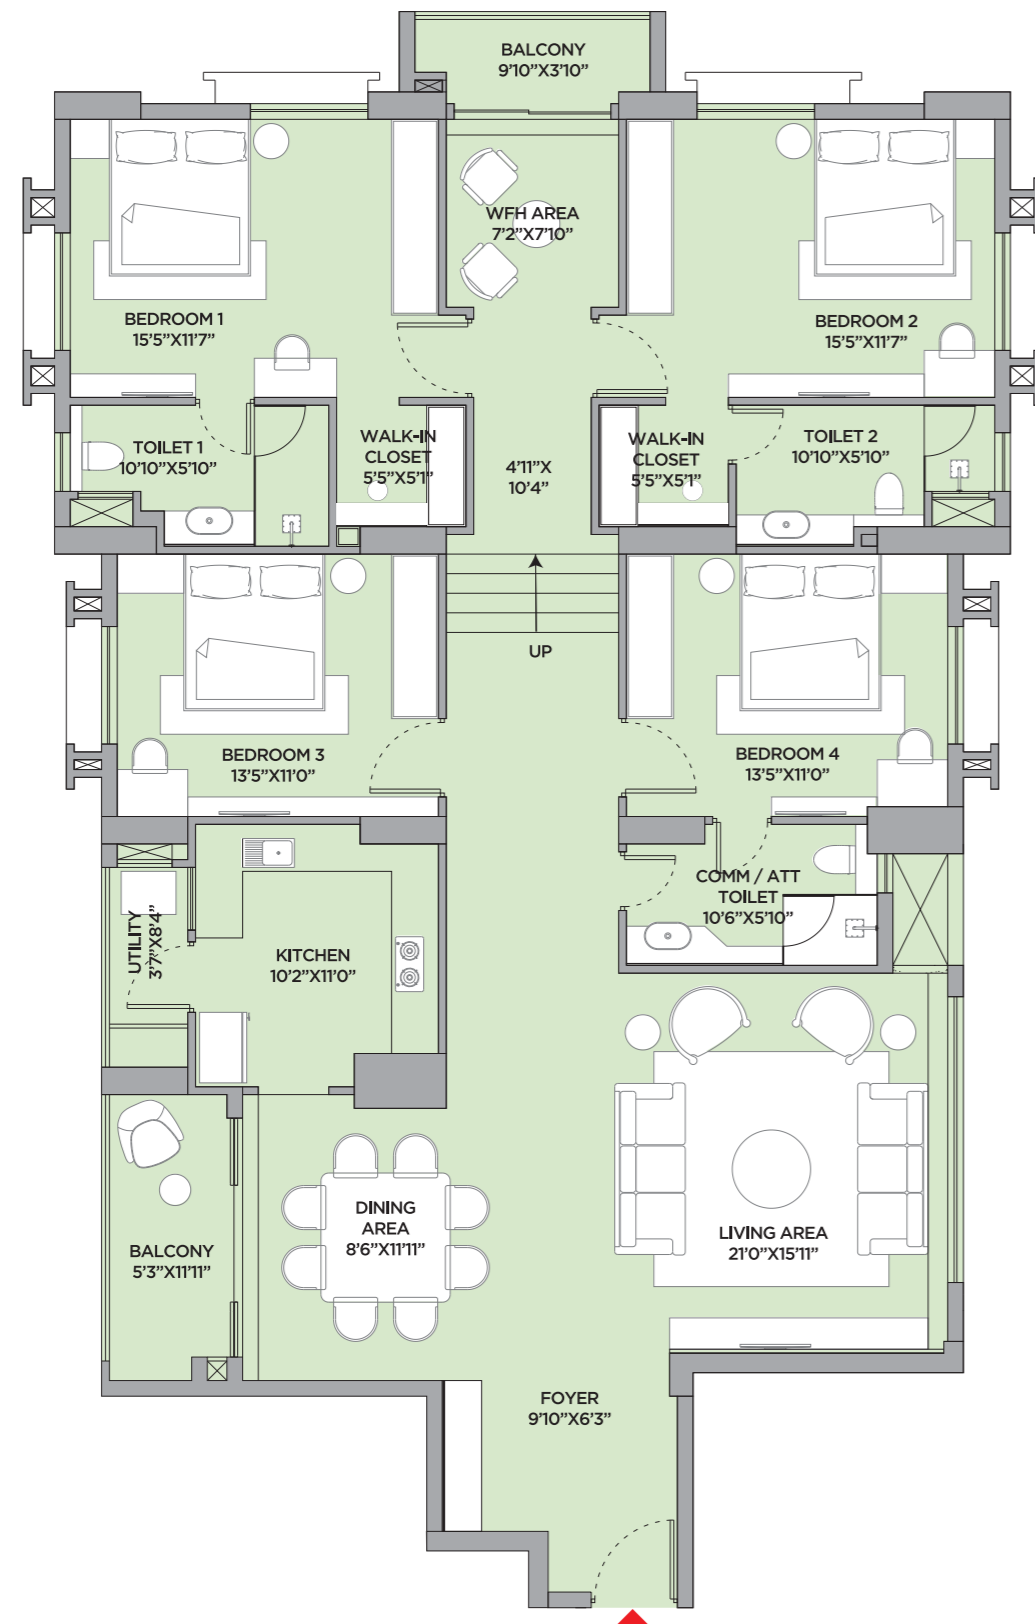 BALCONY
9’10”X3’10”
WFH AREA
7’2”X7’10”
BEDROOM 1
15’5”X11’7”
BEDROOM 2
15’5”X11’7”
TOILET 1
10’10”X5’10”
WALK-IN
CLOSET
5’5”X5’1”
4’11”X
10’4”
WALK-IN
CLOSET
5’5”X5’1”
TOILET 2
10’10”X5’10”
UP
BEDROOM 3
13’5”X11’0”
BEDROOM 4
13’5”X11’0”
COMM / ATT
TOILET
10’6”X5’10”
UTILITY
3’7”X8’4”
KITCHEN
10’2”X11’0”
DINING
AREA
8’6”X11’11”
LIVING AREA
21’0”X15’11”
BALCONY
5’3”X11’11”
FOYER
9’10”X6’3”